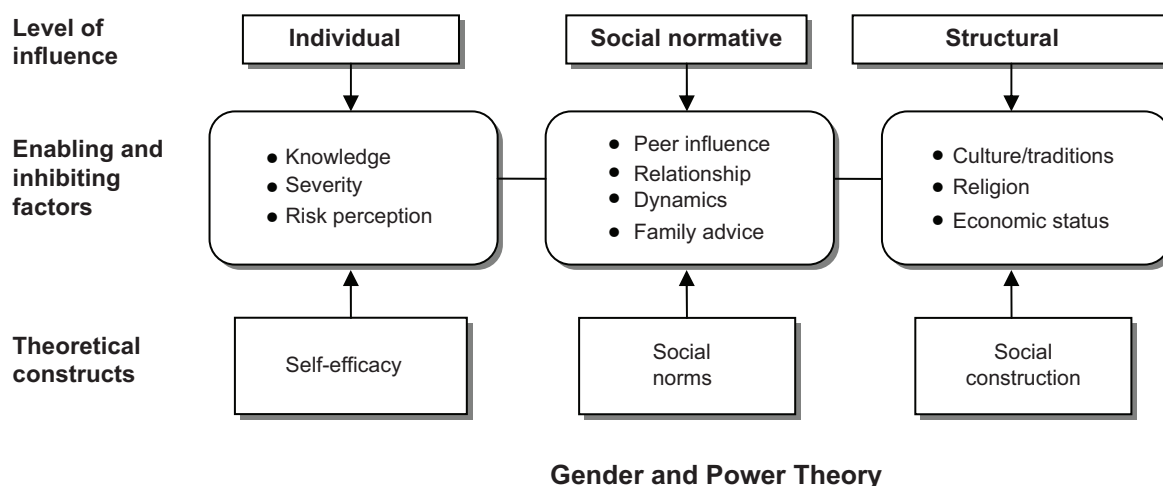 Level of
influence
Individual
Social normative
Structural
Enabling and
inhibiting
factors
● Knowledge
● Severity
● Risk perception
● Peer influence
● Relationship
● Dynamics
● Family advice
● Culture/traditions
● Religion
● Economic status
Theoretical
constructs
Self-efficacy
Social
norms
Social
construction
Gender and Power Theory